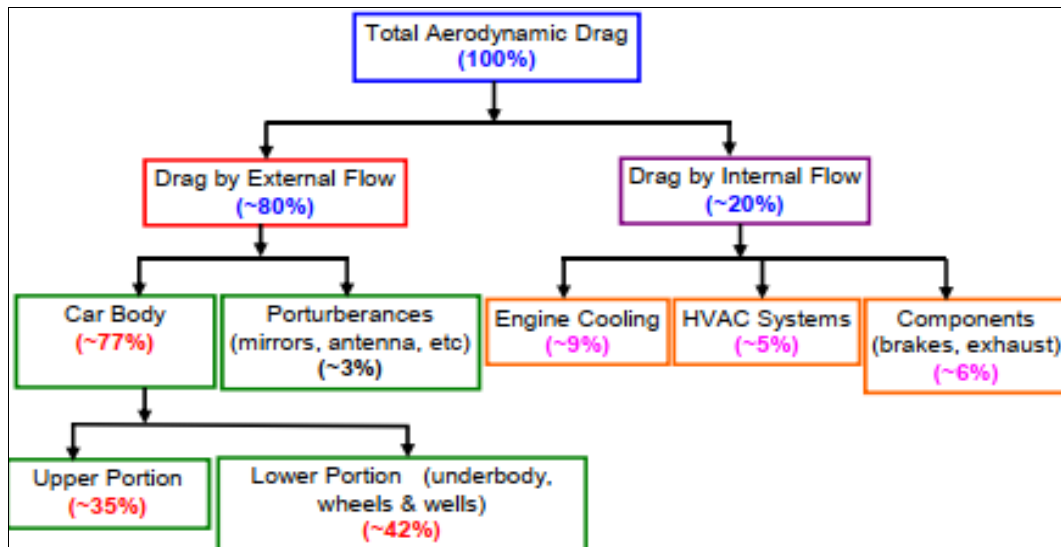 Total Aerodynamic Drag
(100%)
Drag by External Flow
(~80%)
Drag by Internal Flow
(~20%)
Car Body
(~77%)
Porturberances
(mirrors, antenna, etc)
(~3%)
Engine Cooling
(~9%)
HVAC Systems
(~5%)
Components
(brakes, exhaust)
(~6%)
Upper Portion
(~35%)
Lower Portion (underbody,
wheels & wells)
(~42%)